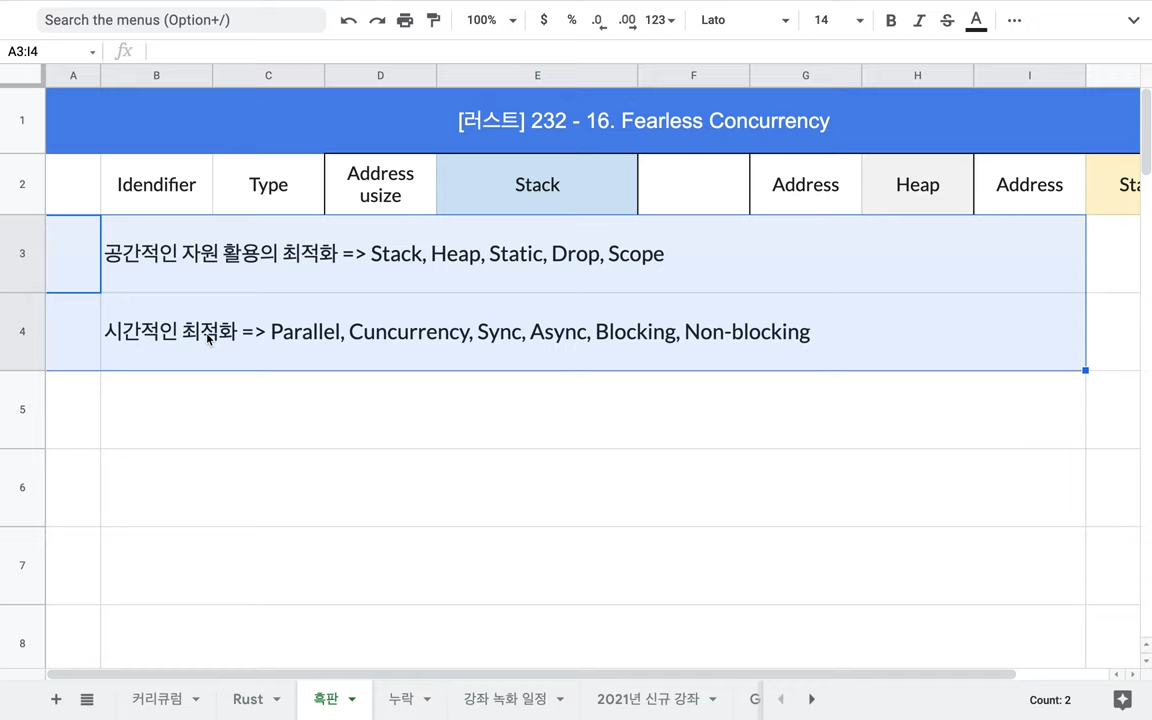 Search the menus (Option+/)
100%
$ % .0 .00 123
Lato
14
B I S A
A3:I4
fx
A B C D E F G H I
1 [러스트] 232 - 16. Fearless Concurrency
2 Idendifier Type Address usize Stack Address Heap Address
3 공간적인 자원 활용의 최적화 => Stack, Heap, Static, Drop, Scope
4 시간적인 최적화 => Parallel, Cuncurrency, Sync, Async, Blocking, Non-blocking
5
6
7
8
커리큘럼 Rust 흑판 누락 강좌 녹화 일정 2021년 신규 강좌 Count: 2